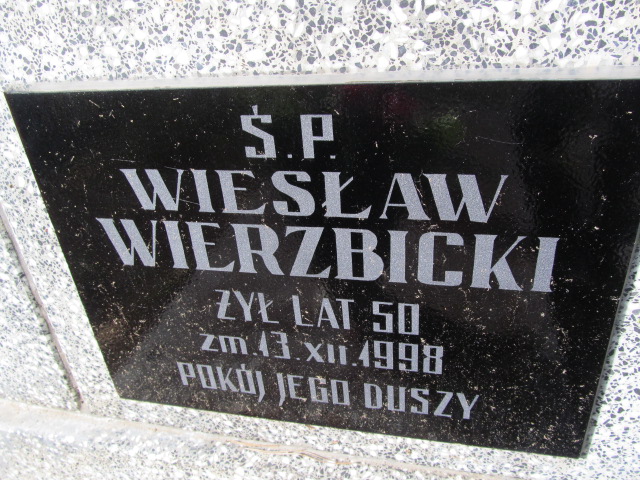 Ś.P.
WIESŁAW
WIERZBICKI
ŻYŁ LAT 50
zm. 13.XII.1998
POKÓJ JEGO DUSZY